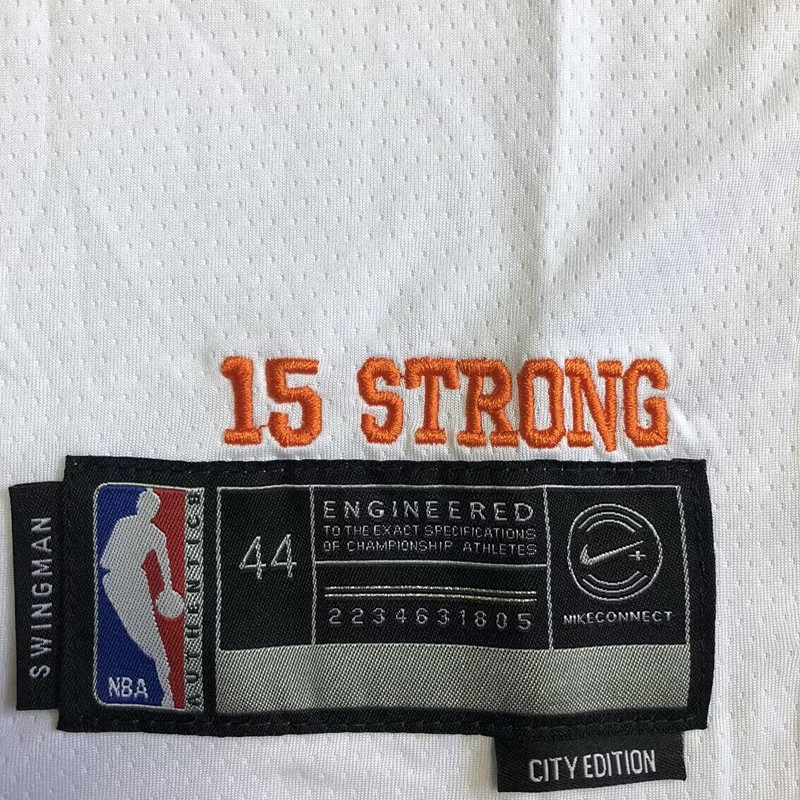 15 STRONG
SWINGMAN
NBA
AUTHENTICS
44
ENGINEERED
TO THE EXACT SPECIFICATIONS
OF CHAMPIONSHIP ATHLETES
2234631805
NIKECONNECT
CITY EDITION